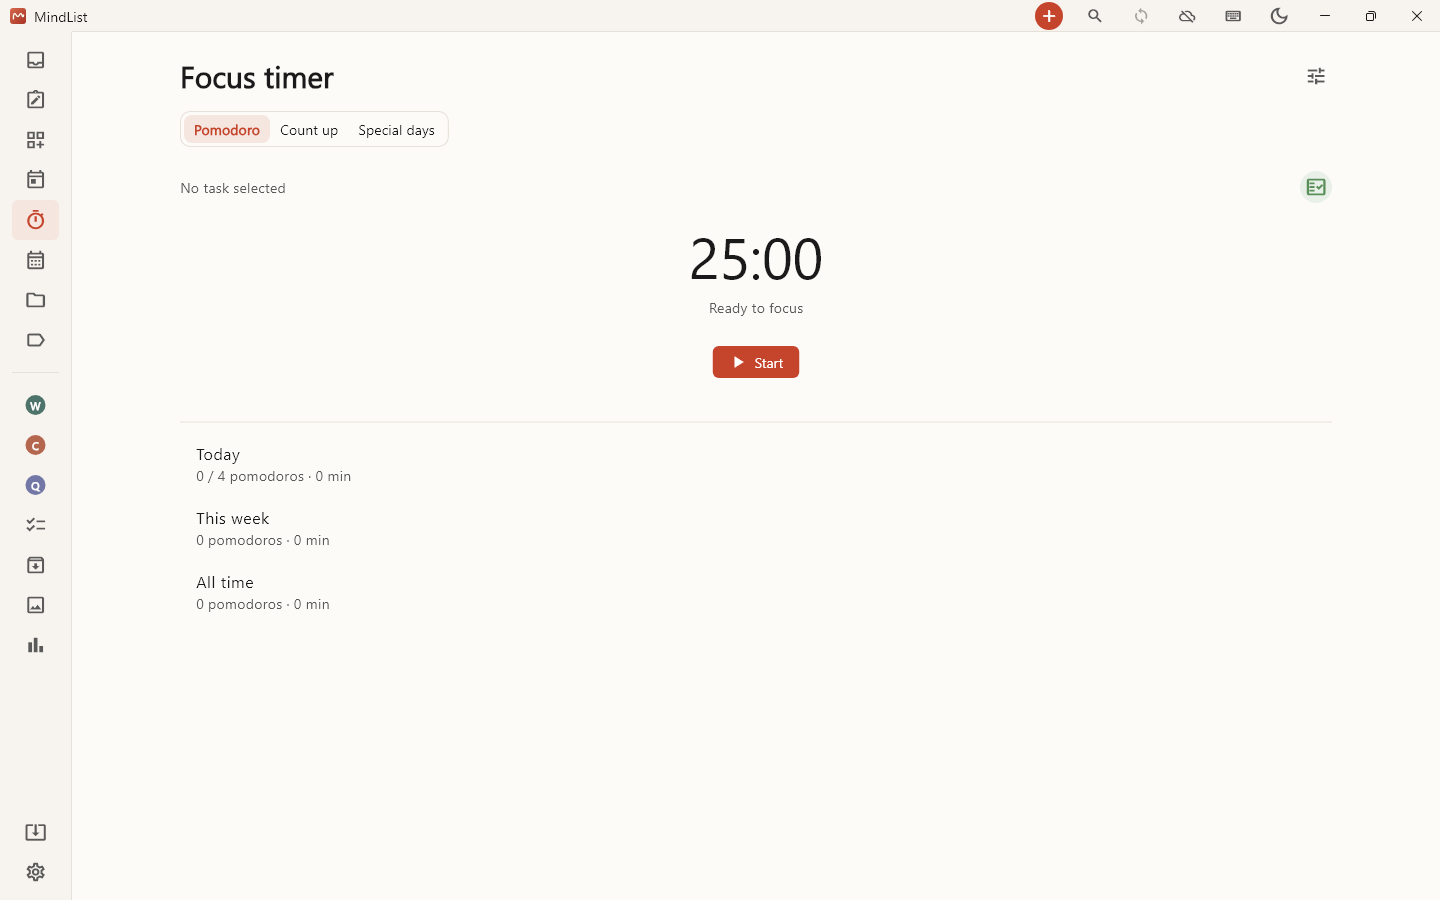 MindList
Focus timer
Pomodoro Count up Special days
No task selected
25:00
Ready to focus
Start
W
C
Q
Today
0 / 4 pomodoros · 0 min
This week
0 pomodoros · 0 min
All time
0 pomodoros · 0 min